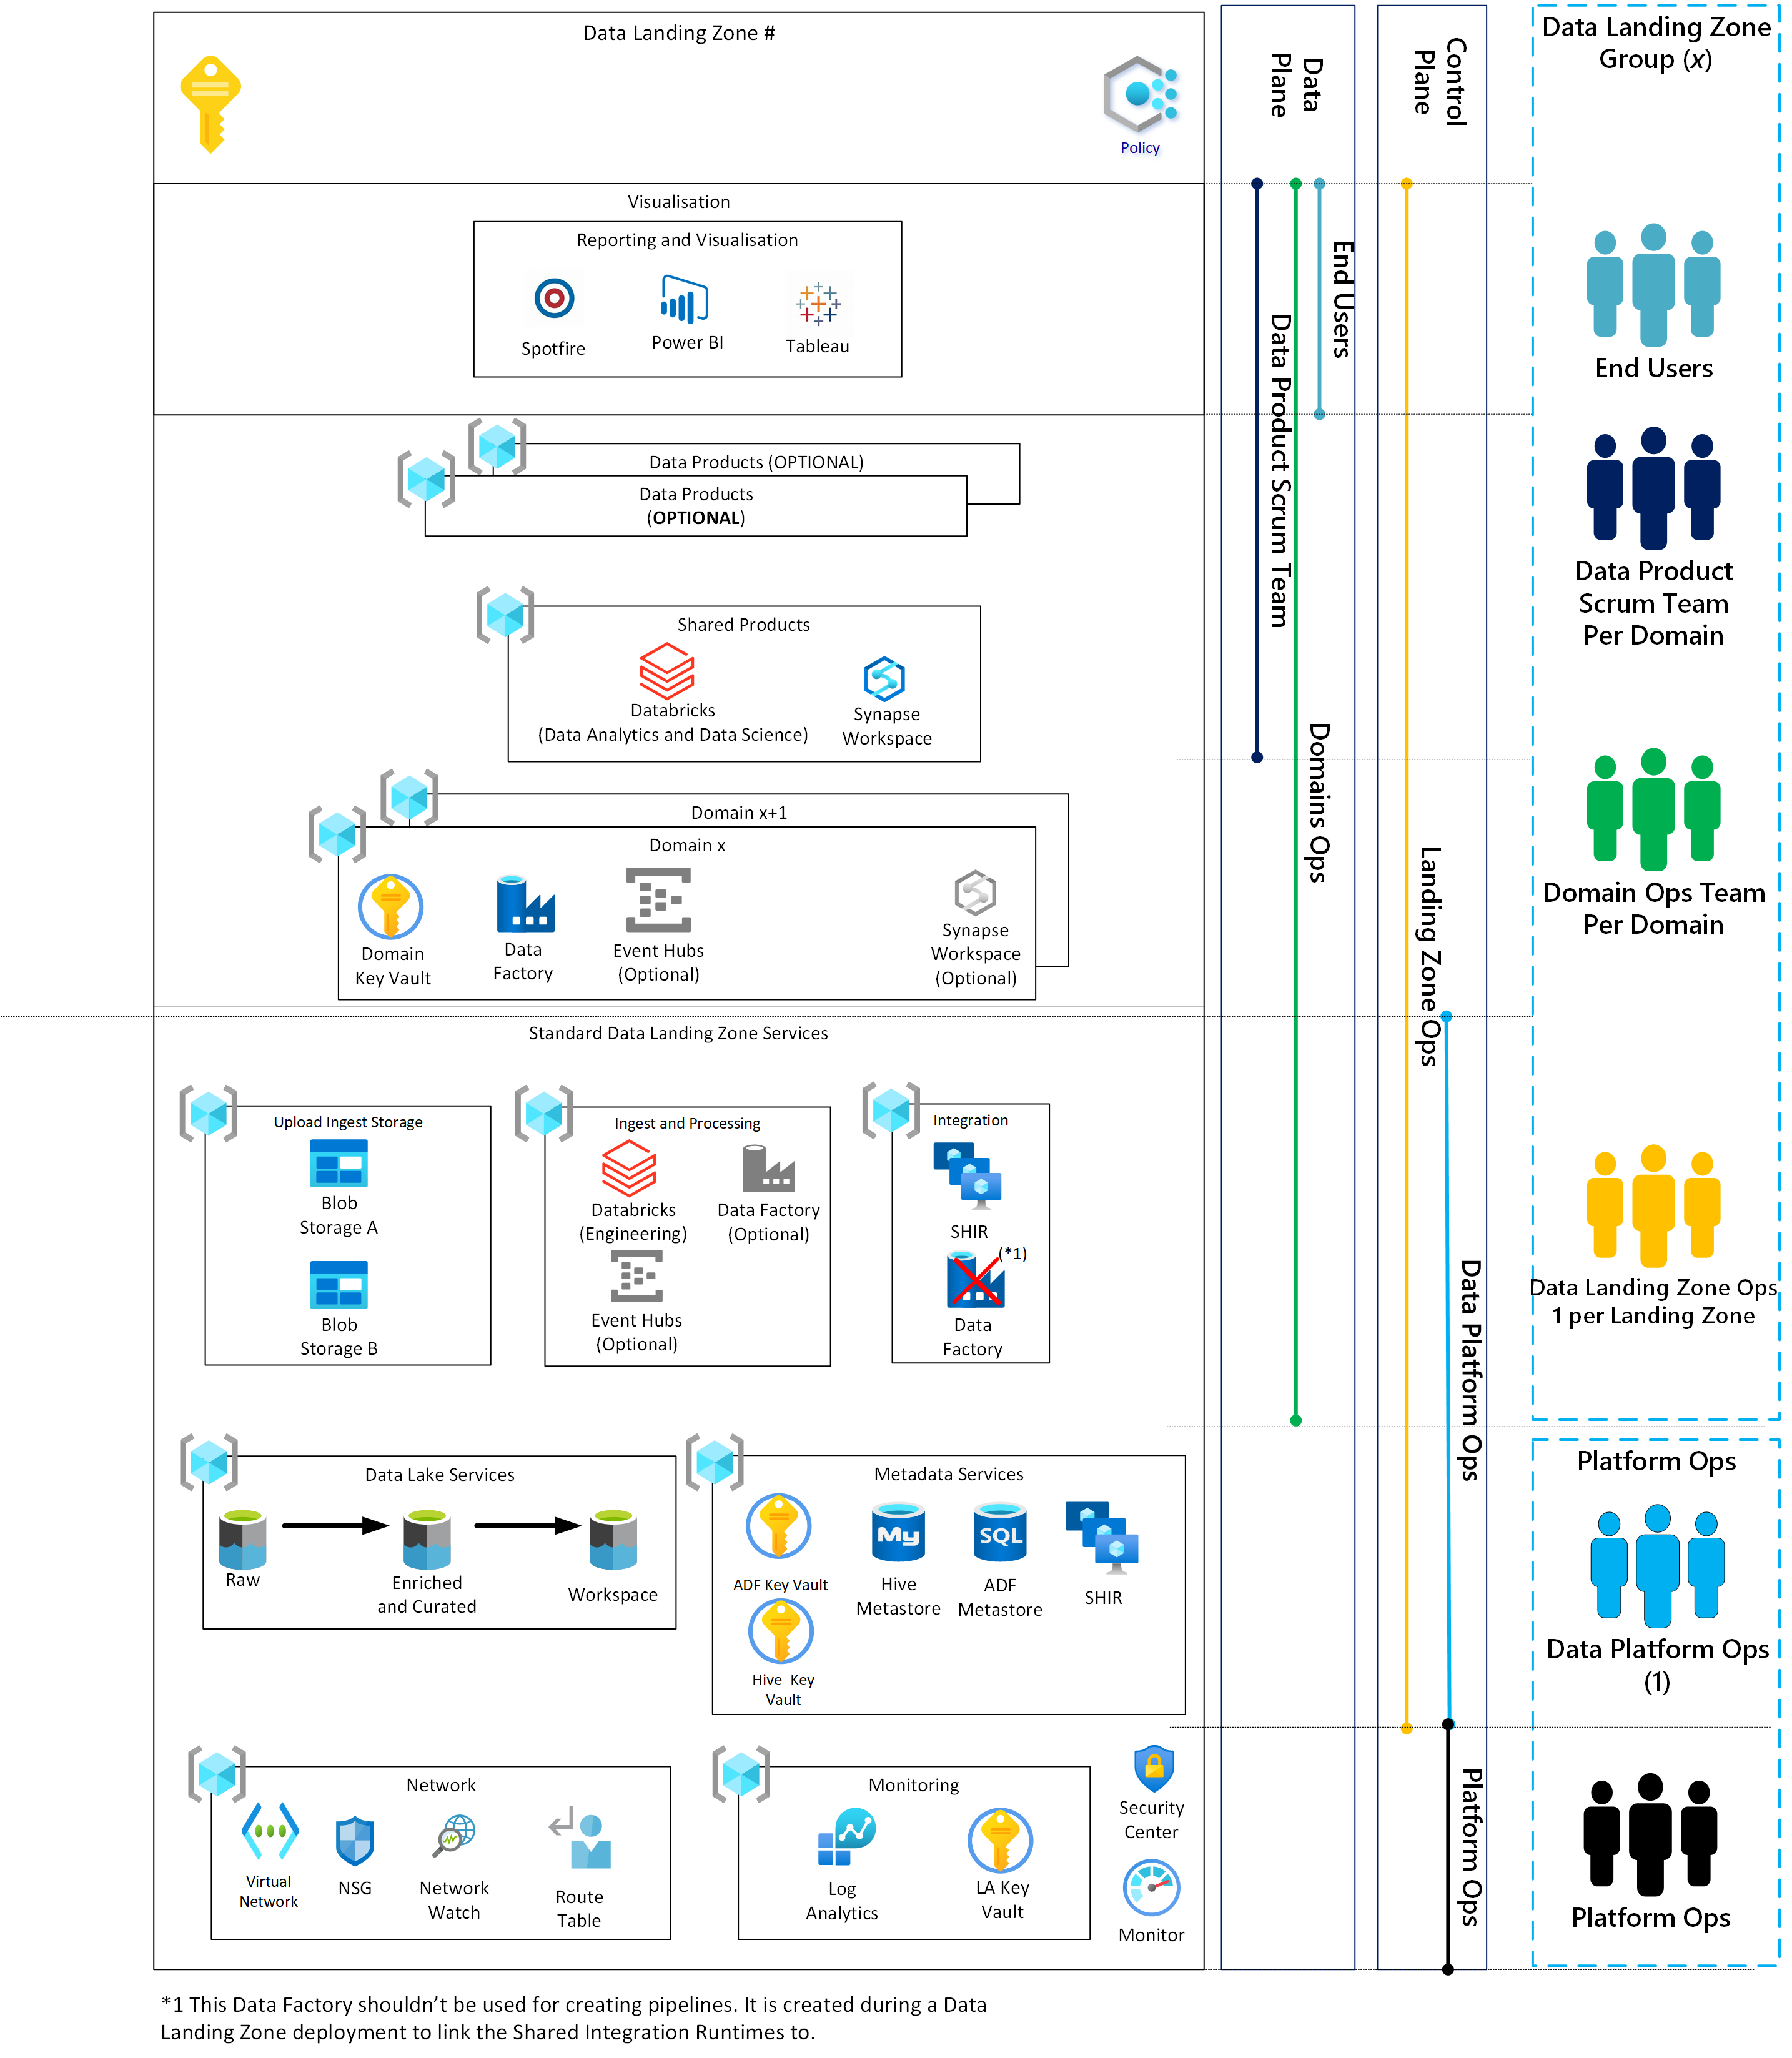 Data Landing Zone #
Policy
Visualisation
Reporting and Visualisation
Spotfire
Power BI
Tableau
Data Products (OPTIONAL)
Data Products
(OPTIONAL)
Shared Products
Databricks
(Data Analytics and Data Science)
Synapse
Workspace
Domain x+1
Domain x
Domain
Key Vault
Data
Factory
Event Hubs
(Optional)
Synapse
Workspace
(Optional)
Standard Data Landing Zone Services
Upload Ingest Storage
Blob
Storage A
Blob
Storage B
Ingest and Processing
Databricks
(Engineering)
Data Factory
(Optional)
Event Hubs
(Optional)
Integration
SHIR
(*1)
Data
Factory
Data Lake Services
Raw
Enriched
and Curated
Workspace
Metadata Services
ADF Key Vault
Hive
Metastore
ADF
Metastore
SHIR
My
SQL
Hive Key
Vault
Network
Virtual
Network
NSG
Network
Watch
Route
Table
Monitoring
Log
Analytics
LA Key
Vault
Security
Center
Monitor
*1 This Data Factory shouldn’t be used for creating pipelines. It is created during a Data
Landing Zone deployment to link the Shared Integration Runtimes to.
Data
Plane
End Users
Data Product Scrum Team
Domains Ops
Control
Plane
Landing Zone Ops
Data Platform Ops
Platform Ops
Data Landing Zone
Group (x)
End Users
Data Product
Scrum Team
Per Domain
Domain Ops Team
Per Domain
Data Landing Zone Ops
1 per Landing Zone
Platform Ops
Data Platform Ops
(1)
Platform Ops